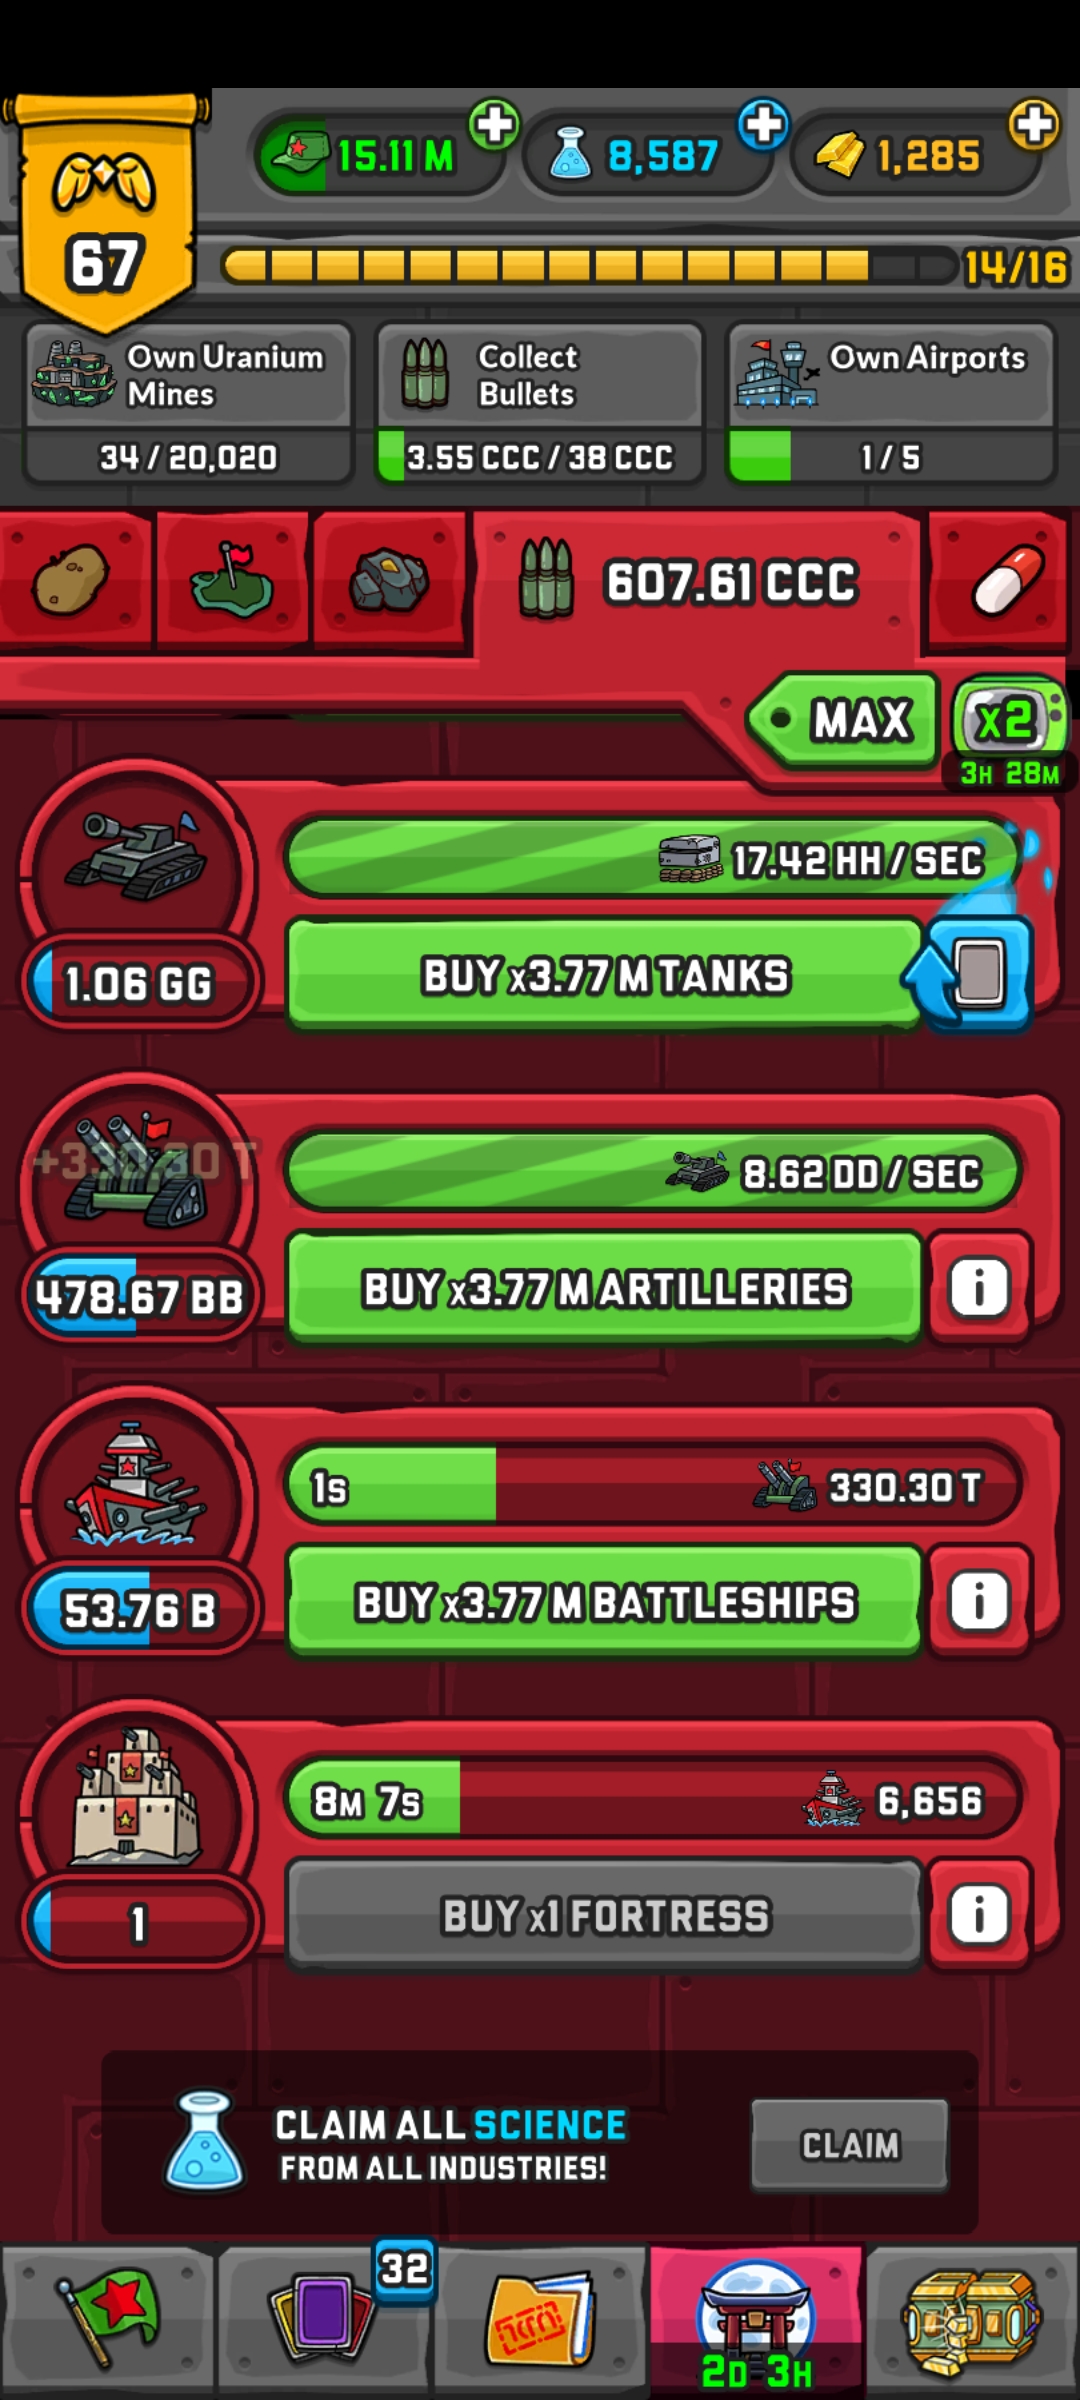 67
15.11 M
8,587
1,285
14/16
Own Uranium
Mines
34 / 20,020
Collect
Bullets
3.55 CCC / 38 CCC
Own Airports
1 / 5
607.61 CCC
MAX
x2
3H 28M
17.42 HH / SEC
1.06 GG
BUY x3.77 M TANKS
+330.30 T
8.62 DD / SEC
478.67 BB
BUY x3.77 M ARTILLERIES
i
1S
330.30 T
53.76 B
BUY x3.77 M BATTLESHIPS
i
8M 7S
6,656
1
BUY x1 FORTRESS
i
CLAIM ALL SCIENCE
FROM ALL INDUSTRIES!
CLAIM
32
2D 3H